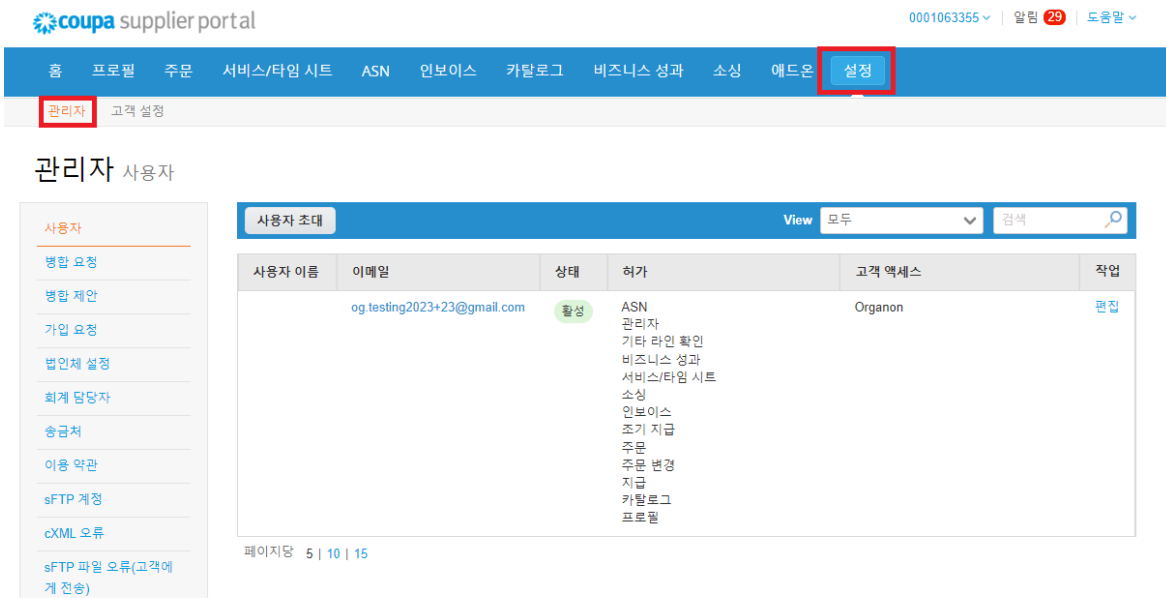 coupa supplier portal
0001063355
알림 29
도움말
홈 프로필 주문 서비스/타임 시트 ASN 인보이스 카탈로그 비즈니스 성과 소싱 애드온 설정
관리자 고객 설정
관리자 사용자
사용자
병합 요청
병합 제안
가입 요청
법인체 설정
회계 담당자
송금처
이용 약관
sFTP 계정
cXML 오류
sFTP 파일 오류(고객에
게 전송)
사용자 초대 View 모두 검색
사용자 이름 이메일 상태 허가 고객 액세스 작업
og.testing2023+23@gmail.com 활성 ASN Organon 편집
관리자
기타 라인 확인
비즈니스 성과
서비스/타임 시트
소싱
인보이스
조기 지급
주문
주문 변경
지급
카탈로그
프로필
페이지당 5 | 10 | 15